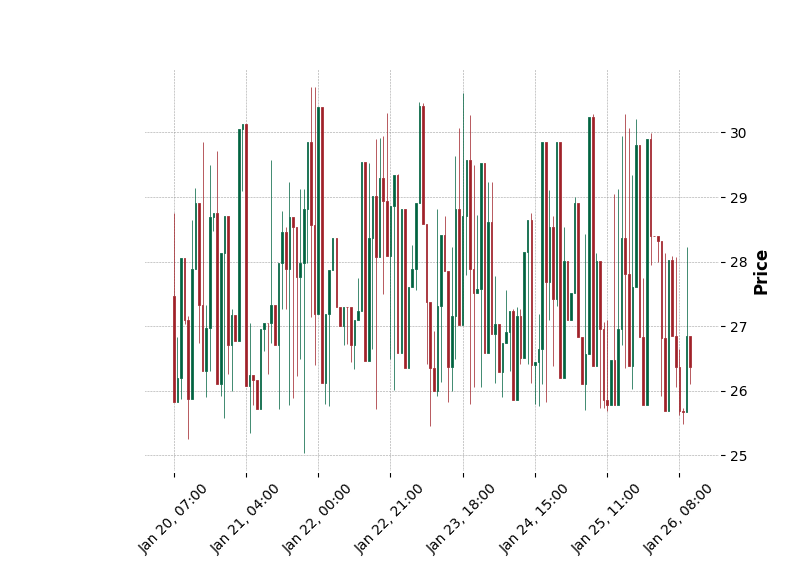 30
29
28
27
26
25
Price
Jan 20, 07:00
Jan 21, 04:00
Jan 22, 00:00
Jan 22, 21:00
Jan 23, 18:00
Jan 24, 15:00
Jan 25, 11:00
Jan 26, 08:00